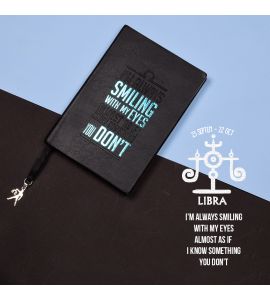 SMILING
WITH MY EYES
YOU DON'T
23 SEPTEM - 22 OCT
LIBRA
I'M ALWAYS SMILING
WITH MY EYES
ALMOST AS IF
I KNOW SOMETHING
YOU DON'T